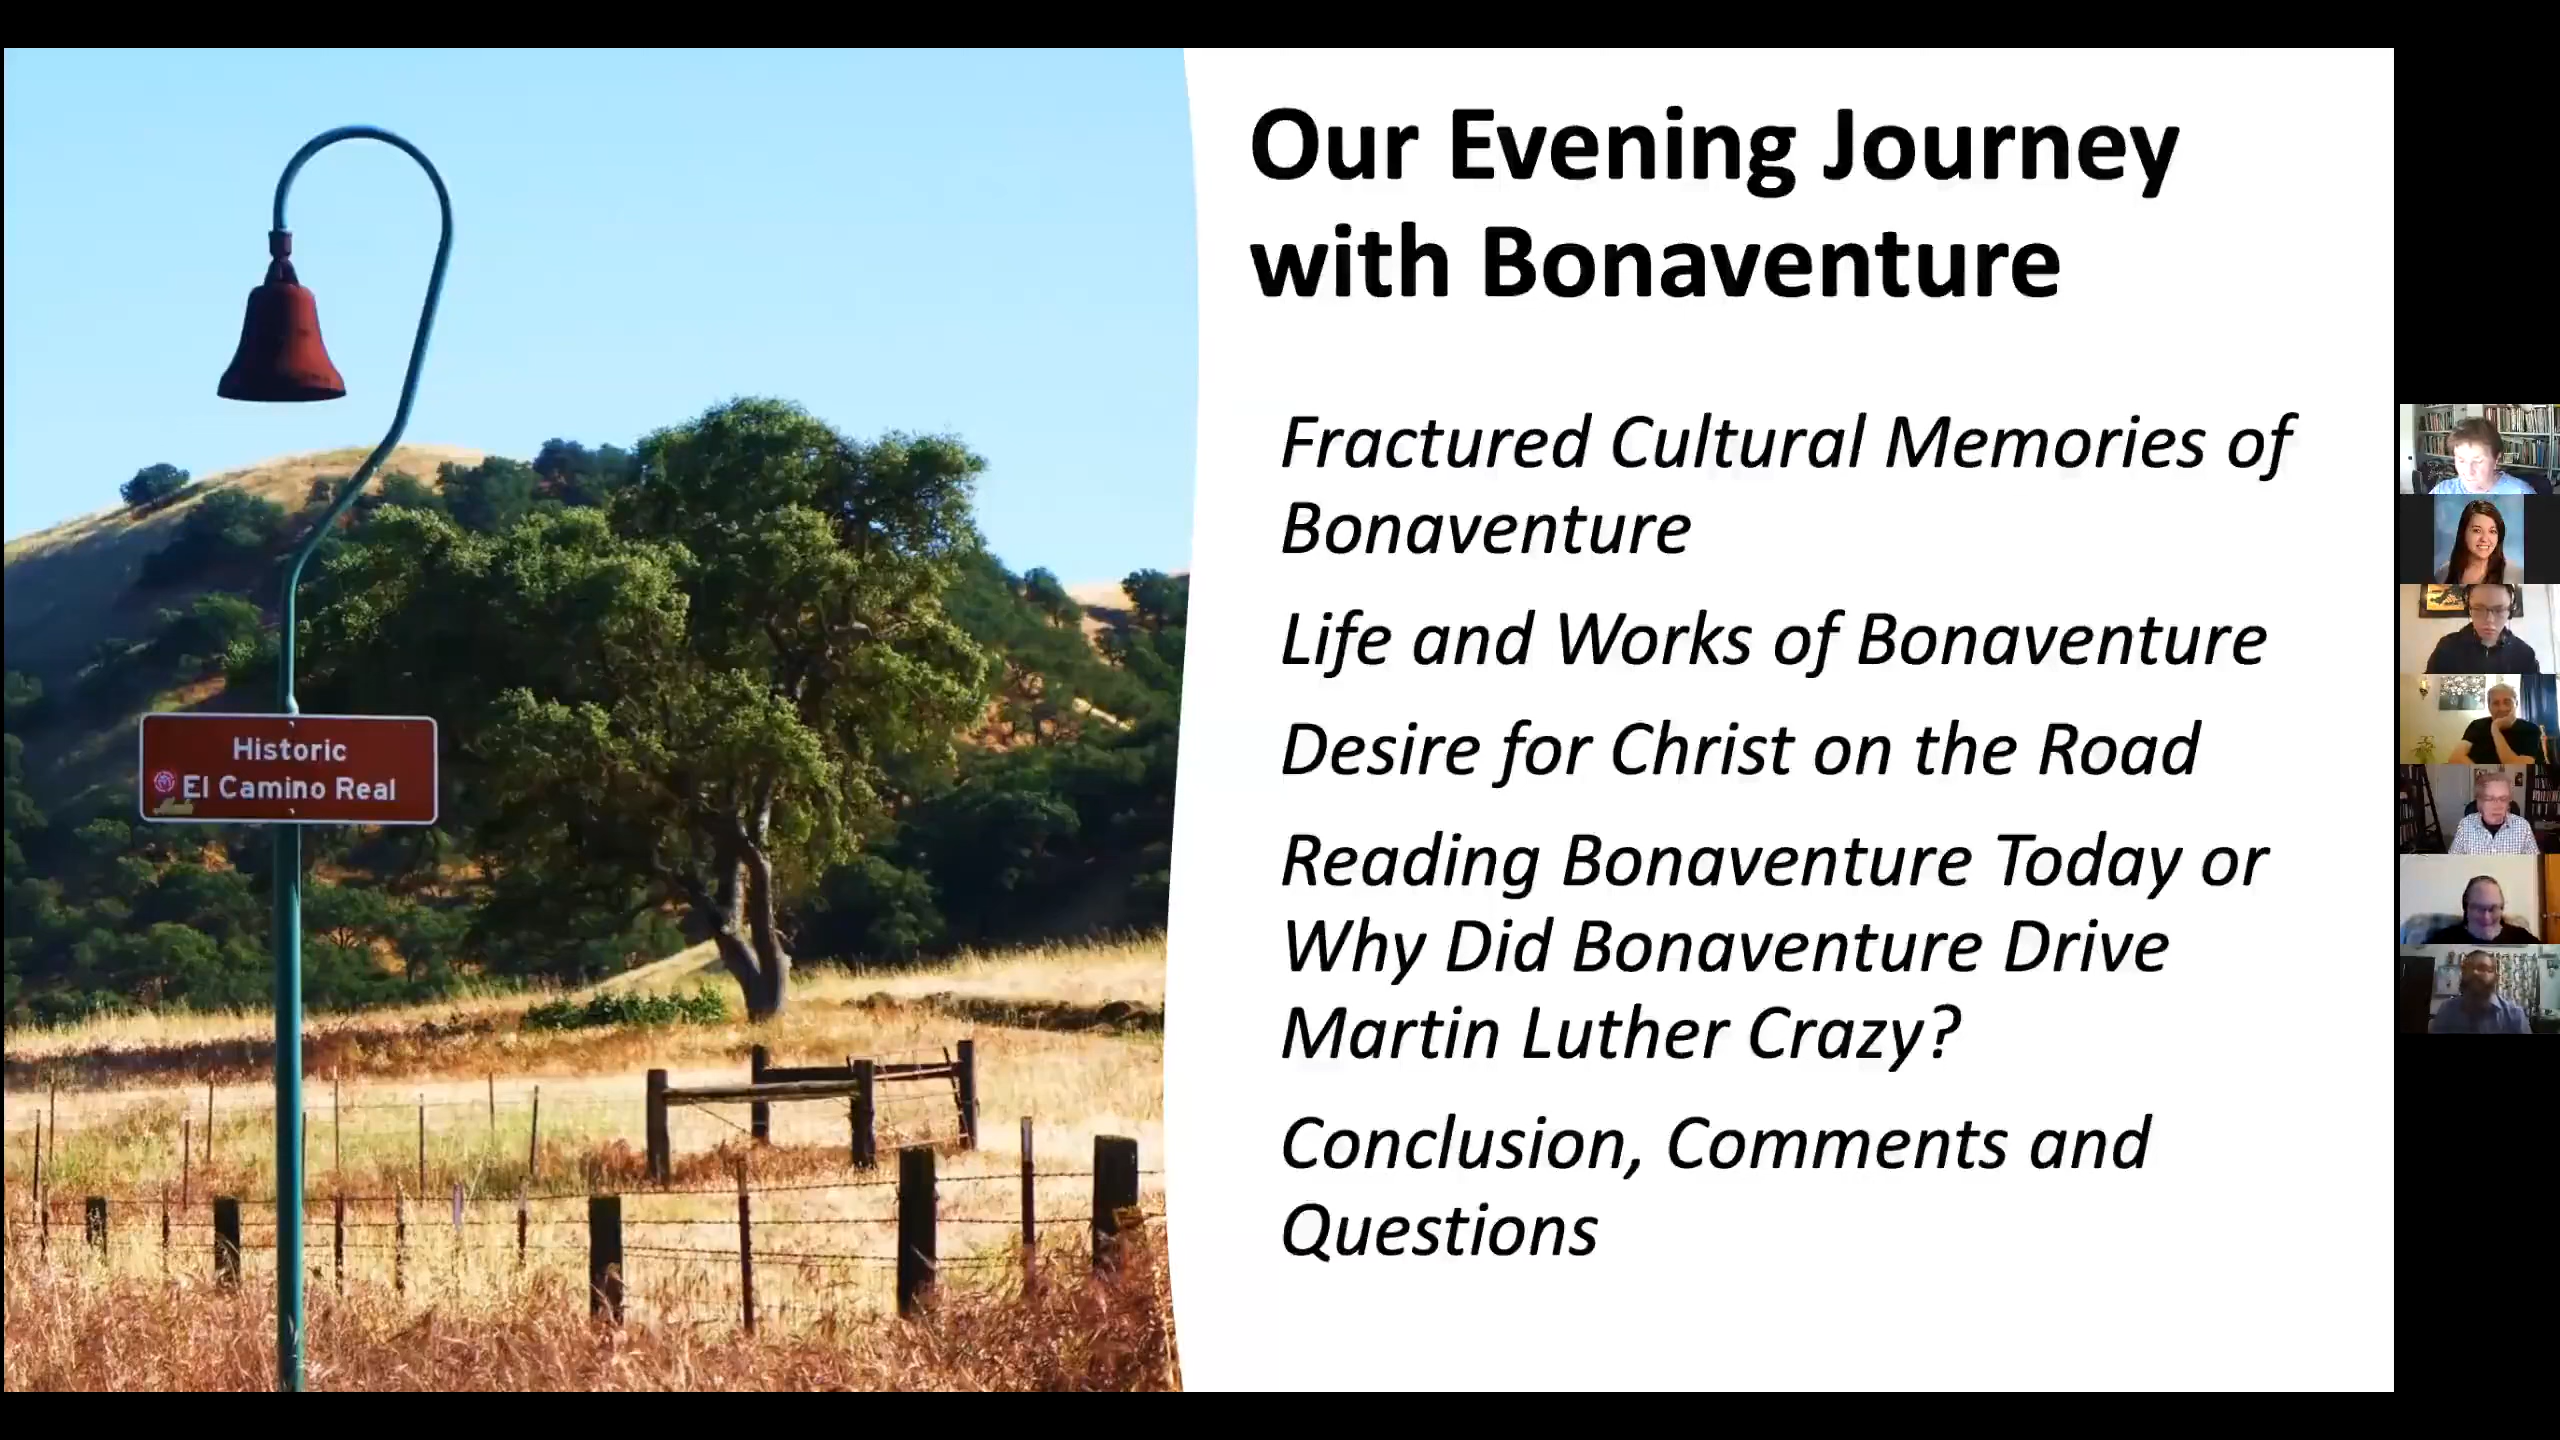 Our Evening Journey
with Bonaventure
Fractured Cultural Memories of
Bonaventure
Life and Works of Bonaventure
Desire for Christ on the Road
Reading Bonaventure Today or
Why Did Bonaventure Drive
Martin Luther Crazy?
Conclusion, Comments and
Questions
Historic
El Camino Real